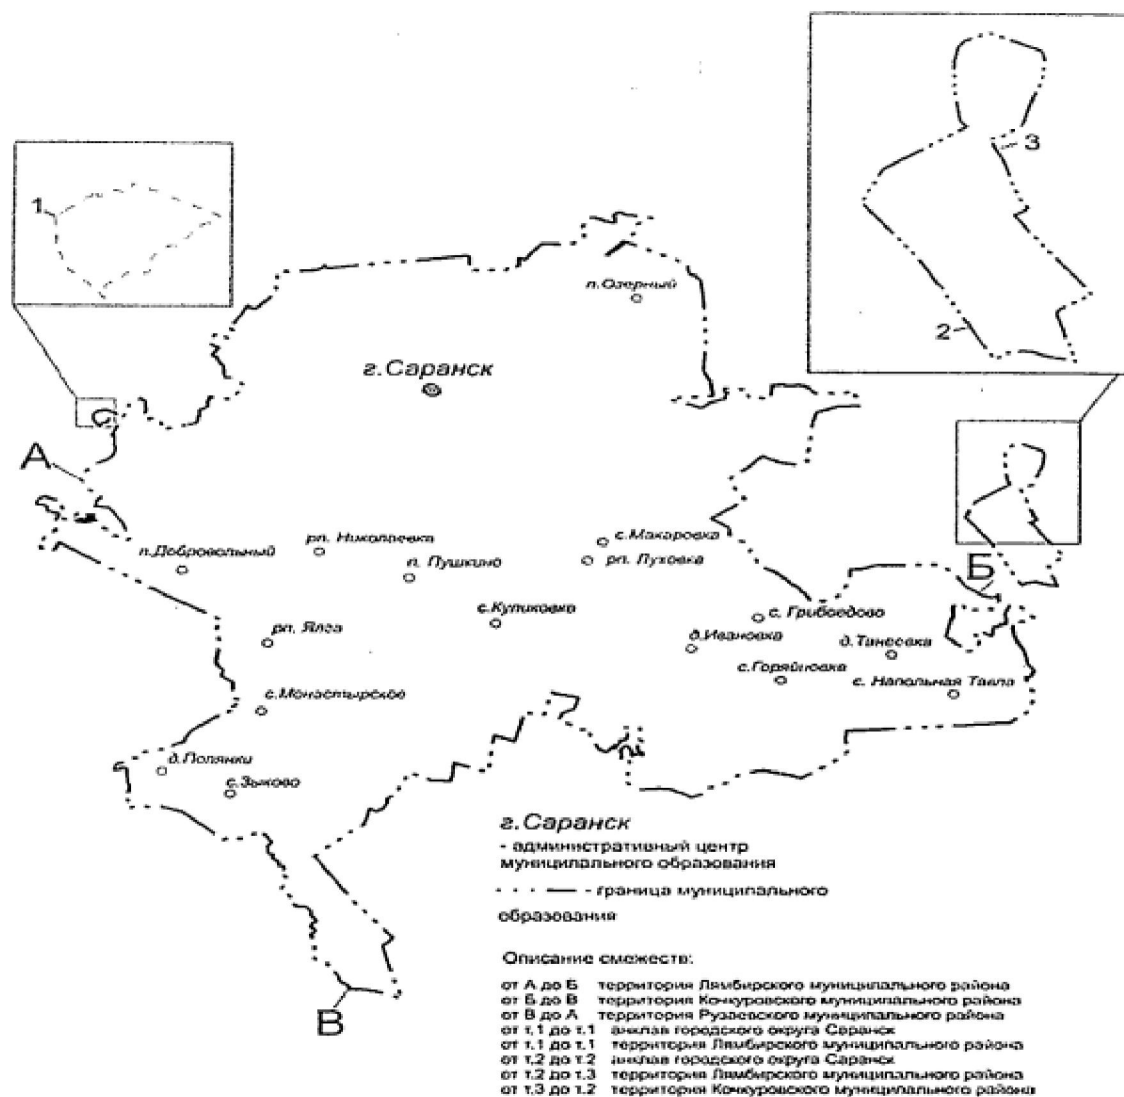 3
1
2
п.Озерный
г.Саранск
А
с.Макаровка
рп. Николаевка
п.Добровольный
п. Пушкино
рп. Луховка
Б
с.Куликовка
с. Грибоедово
рп. Ялга
д.Ивановка
д.Танеевка
с.Горяйновка
с. Напольная Тавла
с.Монастырское
д.Полянки
с.Зыково
г.Саранск
- административный центр
муниципального образования
- граница муниципального
образования
В
Описание смежеств:
от А до Б территория Лямбирского муниципального района
от Б до В территория Кочкуровского муниципального района
от В до А территория Рузаевского муниципального района
от т.1 до т.1 анклав городского округа Саранск
от т.1 до т.1 территория Лямбирского муниципального района
от т.2 до т.2 анклав городского округа Саранск
от т.2 до т.3 территория Лямбирского муниципального района
от т.3 до т.2 территория Кочкуровского муниципального района